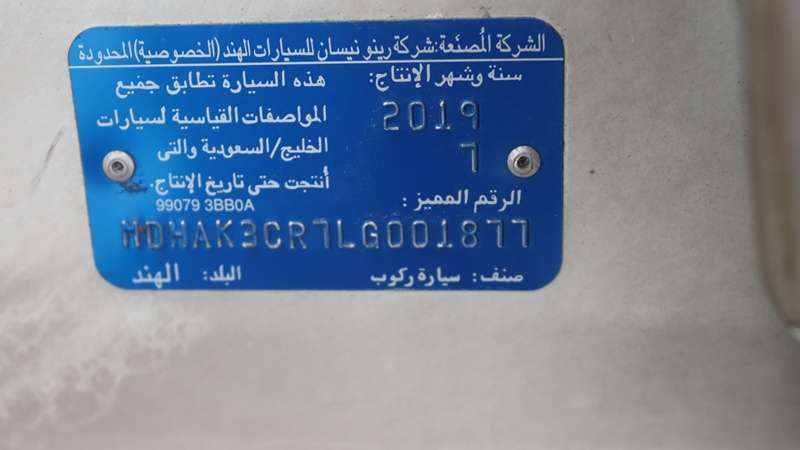 الشركة المُصنَعة: شركة رينو نيسان للسيارات الهند (الخصوصية) المحدودة
سنة وشهر الإنتاج:
2019
7
هذه السيارة تطابق جميع
المواصفات القياسية لسيارات
الخليج/السعودية والتى
أنتجت حتى تاريخ الإنتاج.
99079 3BB0A
الرقم المميز:
MDHAK3CR7LG001877
صنف: سيارة ركوب
البلد: الهند